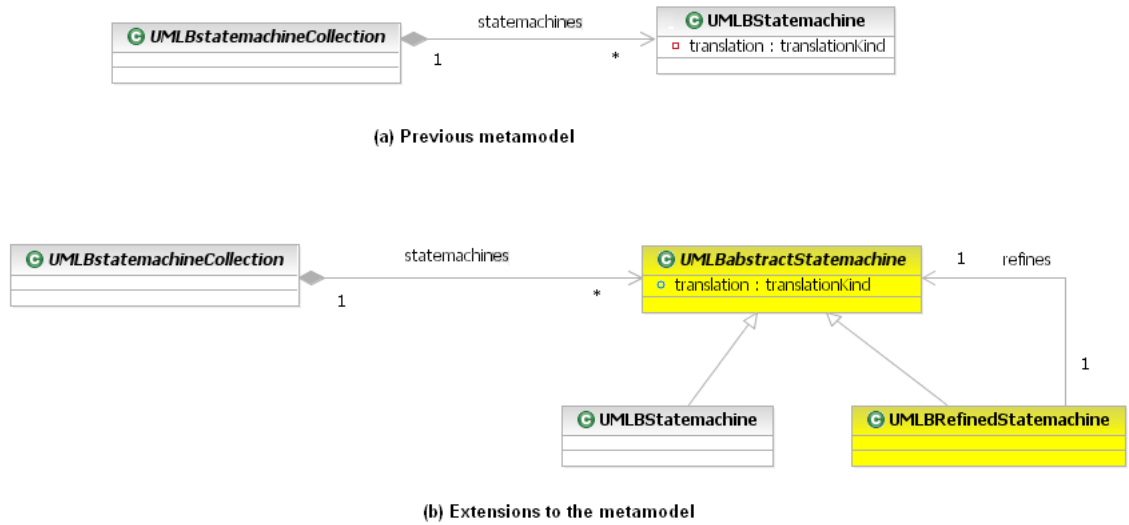 statemachines
C UMLBstatemachineCollection
C UMLBStatemachine
translation : translationKind
1
*
(a) Previous metamodel
C UMLBstatemachineCollection
statemachines
C UMLBabstractStatemachine
translation : translationKind
1
*
1
refines
1
C UMLBStatemachine
C UMLBRefinedStatemachine
(b) Extensions to the metamodel